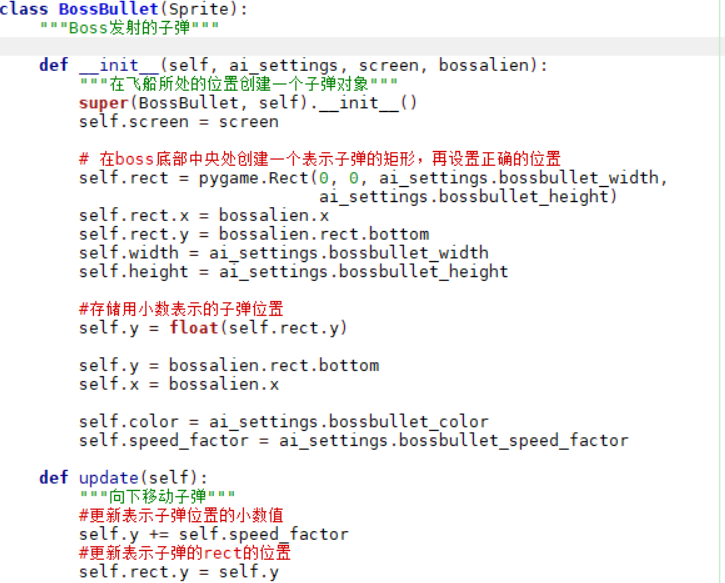 class BossBullet(Sprite):
    """Boss发射的子弹"""
    def __init__(self, ai_settings, screen, bossalien):
        """在飞船所处的位置创建一个子弹对象"""
        super(BossBullet, self).__init__()
        self.screen = screen
        # 在boss底部中央处创建一个表示子弹的矩形，再设置正确的位置
        self.rect = pygame.Rect(0, 0, ai_settings.bossbullet_width,
                                ai_settings.bossbullet_height)
        self.rect.x = bossalien.x
        self.rect.y = bossalien.rect.bottom
        self.width = ai_settings.bossbullet_width
        self.height = ai_settings.bossbullet_height
        #存储用小数表示的子弹位置
        self.y = float(self.rect.y)
        self.y = bossalien.rect.bottom
        self.x = bossalien.x
        self.color = ai_settings.bossbullet_color
        self.speed_factor = ai_settings.bossbullet_speed_factor
    def update(self):
        """向下移动子弹"""
        #更新表示子弹位置的小数值
        self.y += self.speed_factor
        #更新表示子弹的rect的位置
        self.rect.y = self.y